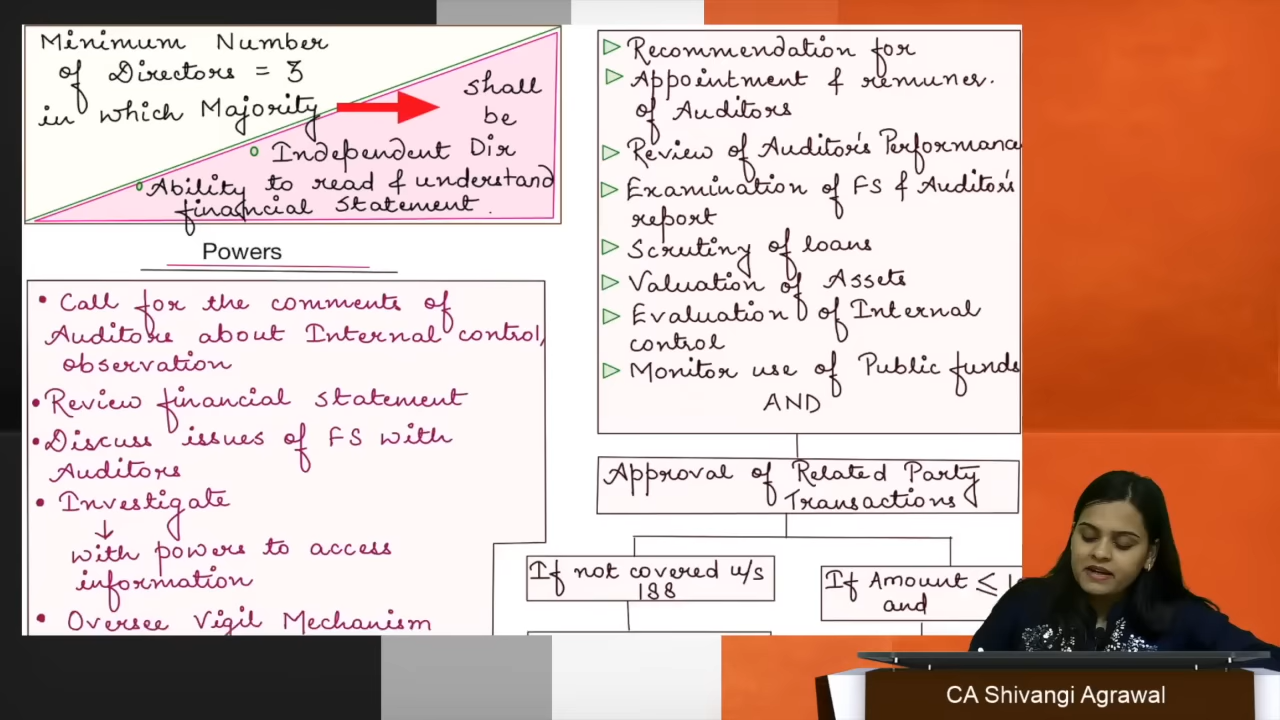 Minimum Number
of Directors = 3
in which Majority
shall
be
Independent Dir
Ability to read & understand
financial statement.
Powers
• Call for the comments of
Auditors about Internal control,
observation
• Review financial statement
• Discuss issues of FS with
Auditors
• Investigate
↓
with powers to access
information
• Oversee Vigil Mechanism
Recommendation for
Appointment & remuner.
of Auditors
Review of Auditor's Performance
Examination of FS & Auditor's
report
Scrutiny of loans
Valuation of Assets
Evaluation of Internal
control
Monitor use of Public funds
AND
Approval of Related Party
Transactions
If not covered u/s
188
If Amount ≤
and
CA Shivangi Agrawal